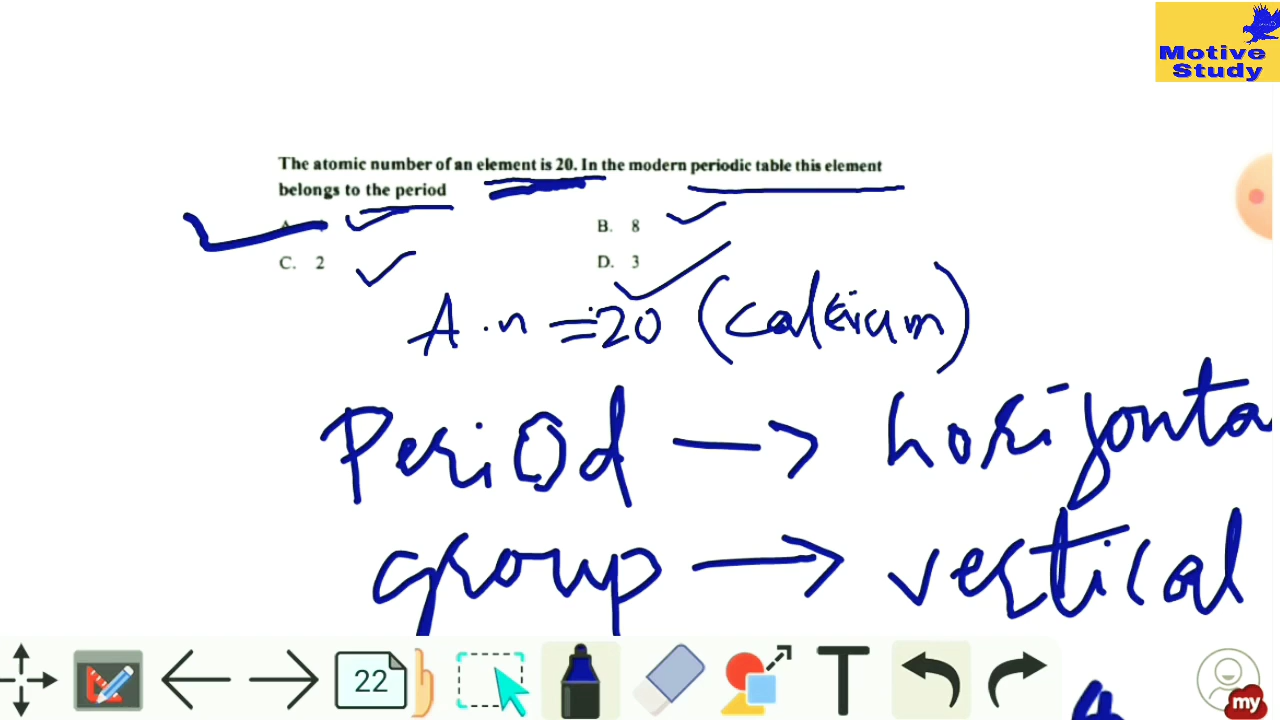 Motive
Study
The atomic number of an element is 20. In the modern periodic table this element
belongs to the period
A.
B. 8
C. 2
D. 3
A.n = 20 (Calcium)
Period → horizonta
group → vertical
22
T
my